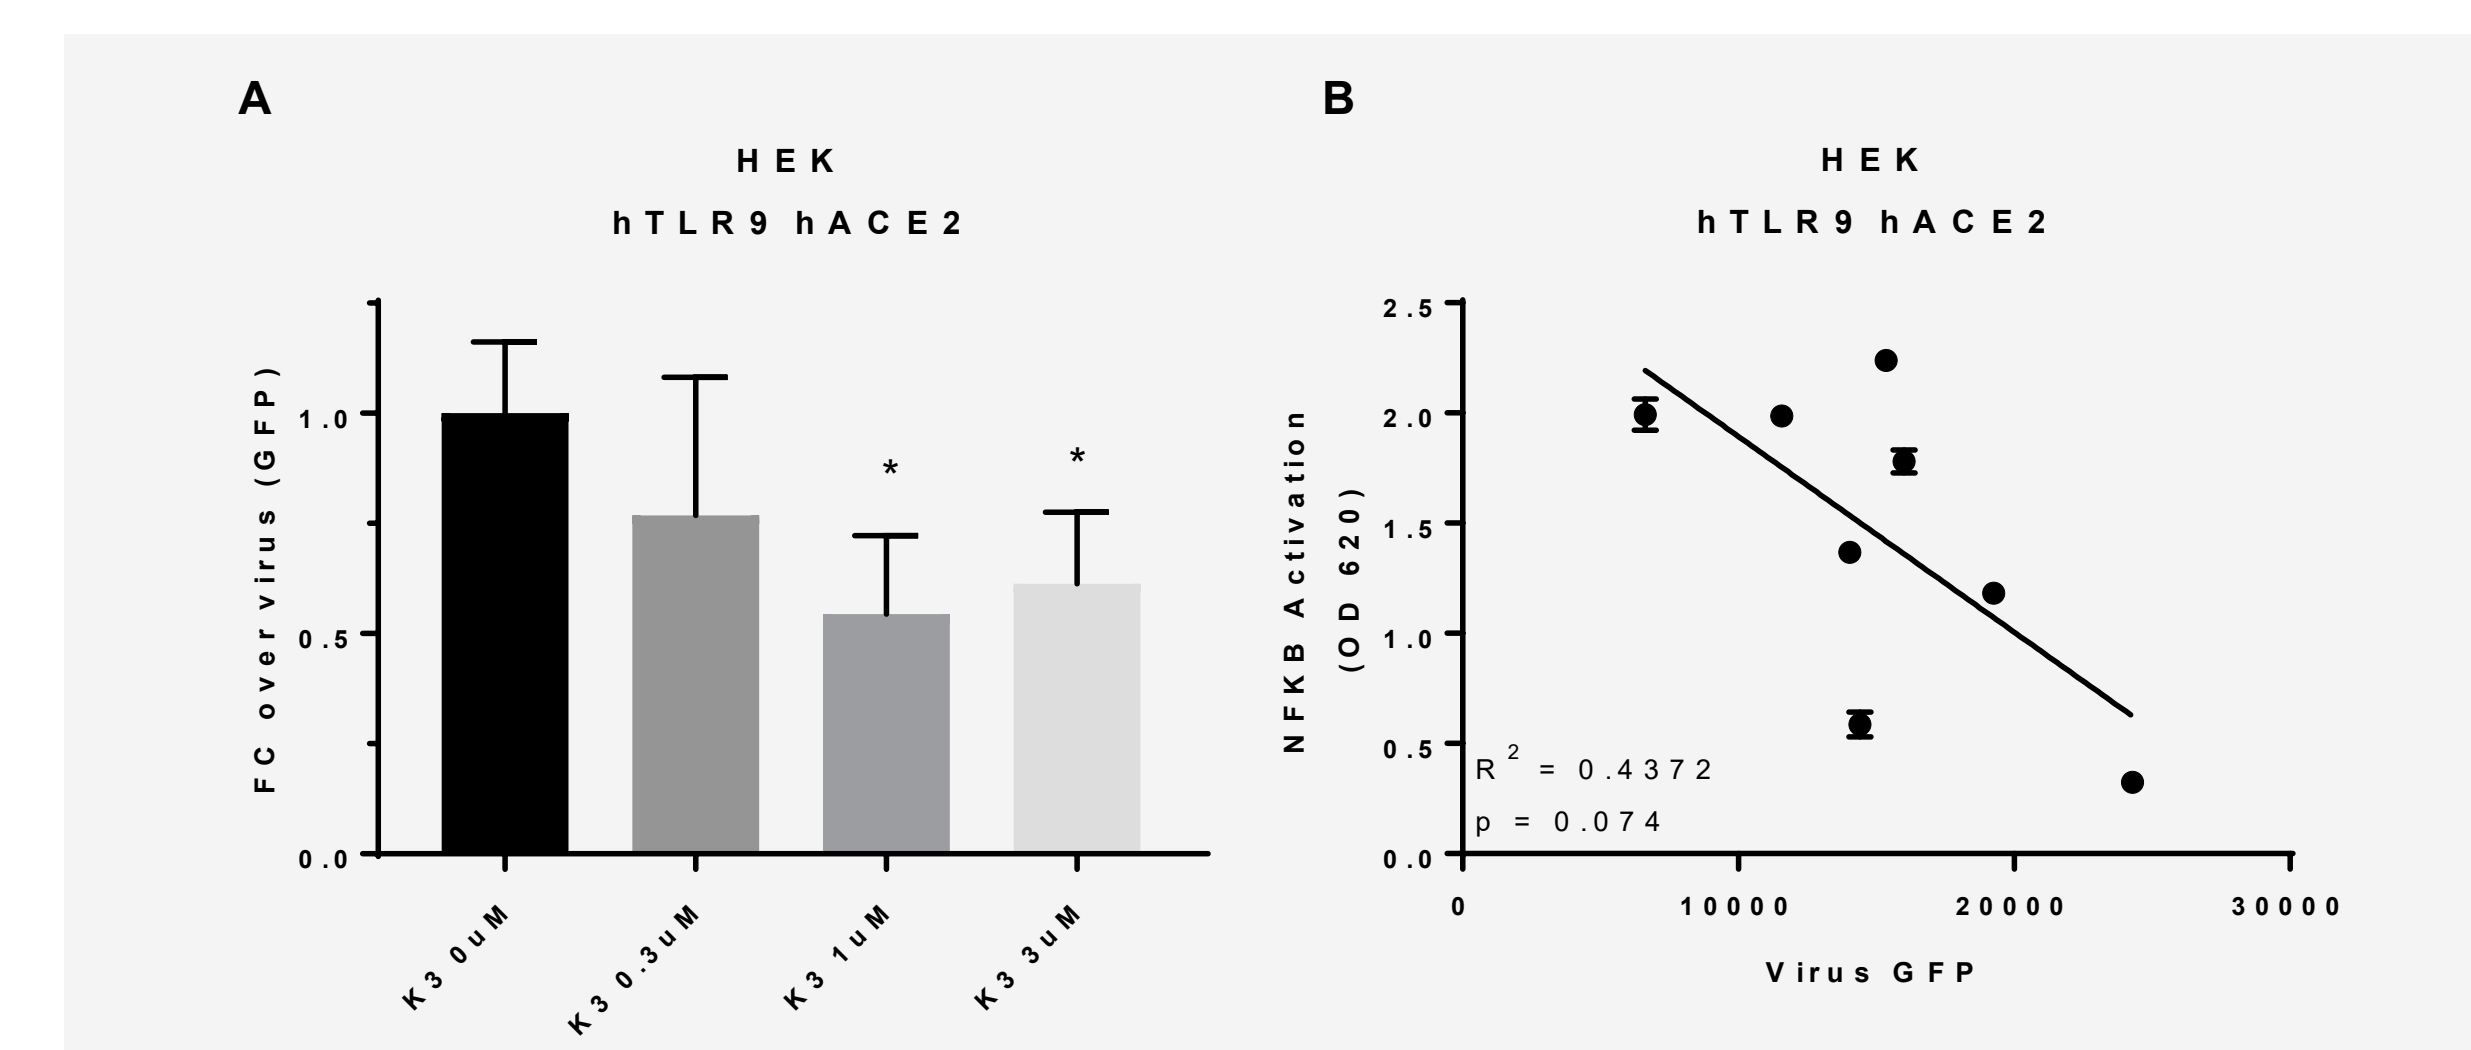 A
HEK
hTLR9 hACE2
FC over virus (GFP)
1.0
0.5
0.0
*
*
K3 0uM
K3 0.3uM
K3 1uM
K3 3uM
B
HEK
hTLR9 hACE2
NFKB Activation
(OD 620)
2.5
2.0
1.5
1.0
0.5
0.0
R² = 0.4372
p = 0.074
0
10000
20000
30000
Virus GFP